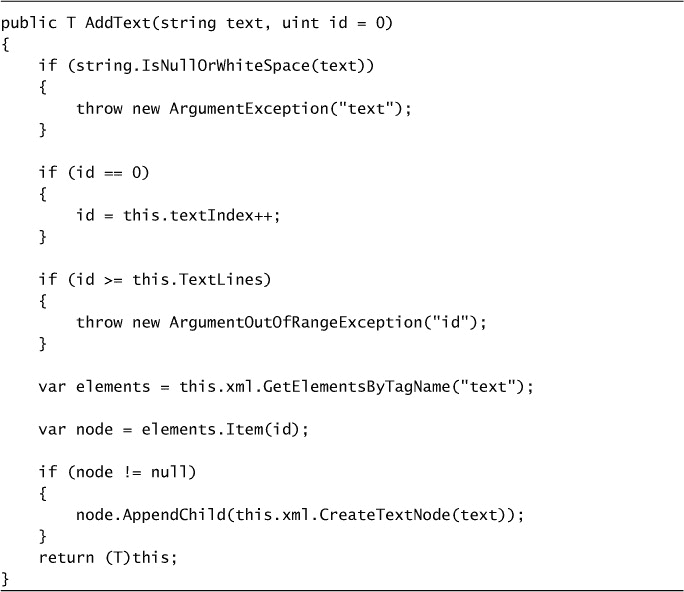 public T AddText(string text, uint id = 0)
{
    if (string.IsNullOrWhiteSpace(text))
    {
        throw new ArgumentException("text");
    }

    if (id == 0)
    {
        id = this.textIndex++;
    }

    if (id >= this.TextLines)
    {
        throw new ArgumentOutOfRangeException("id");
    }

    var elements = this.xml.GetElementsByTagName("text");

    var node = elements.Item(id);

    if (node != null)
    {
        node.AppendChild(this.xml.CreateTextNode(text));
    }
    return (T)this;
}